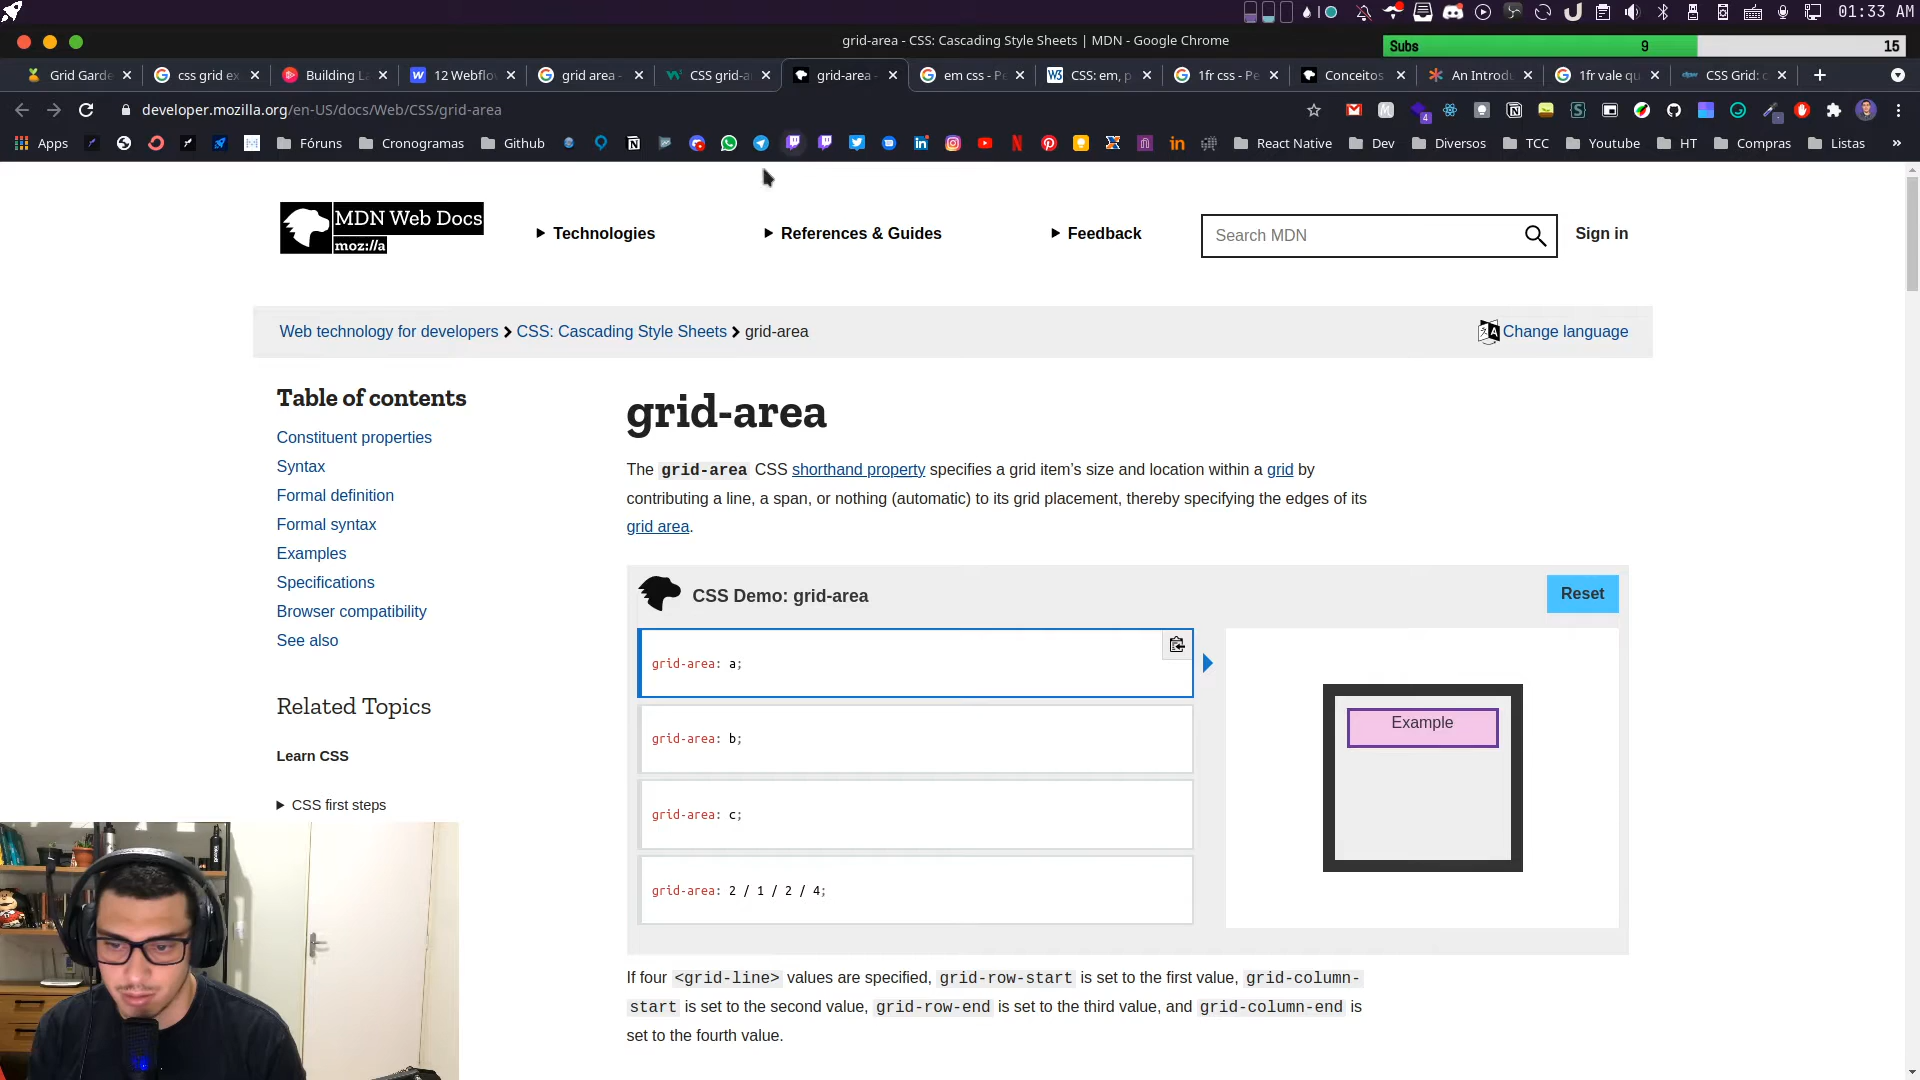 01:33 AM
grid-area - CSS: Cascading Style Sheets | MDN - Google Chrome
Subs 9 15
Grid Garde
css grid ex
Building La
12 Webflow
grid area -
CSS grid-ar
grid-area -
em css - Pe
CSS: em, p
1fr css - Pe
Conceitos
An Introdu
1fr vale qu
CSS Grid: c
developer.mozilla.org/en-US/docs/Web/CSS/grid-area
4
Apps
Fóruns
Cronogramas
Github
React Native
Dev
Diversos
TCC
Youtube
HT
Compras
Listas
»
MDN Web Docs
moz://a
Technologies
References & Guides
Feedback
Search MDN
Sign in
Web technology for developers
CSS: Cascading Style Sheets
grid-area
Change language
Table of contents
Constituent properties
Syntax
Formal definition
Formal syntax
Examples
Specifications
Browser compatibility
See also
Related Topics
Learn CSS
CSS first steps
grid-area
The grid-area CSS shorthand property specifies a grid item’s size and location within a grid by
contributing a line, a span, or nothing (automatic) to its grid placement, thereby specifying the edges of its
grid area.
CSS Demo: grid-area
Reset
grid-area: a;
grid-area: b;
grid-area: c;
grid-area: 2 / 1 / 2 / 4;
Example
If four <grid-line> values are specified, grid-row-start is set to the first value, grid-column-
start is set to the second value, grid-row-end is set to the third value, and grid-column-end is
set to the fourth value.